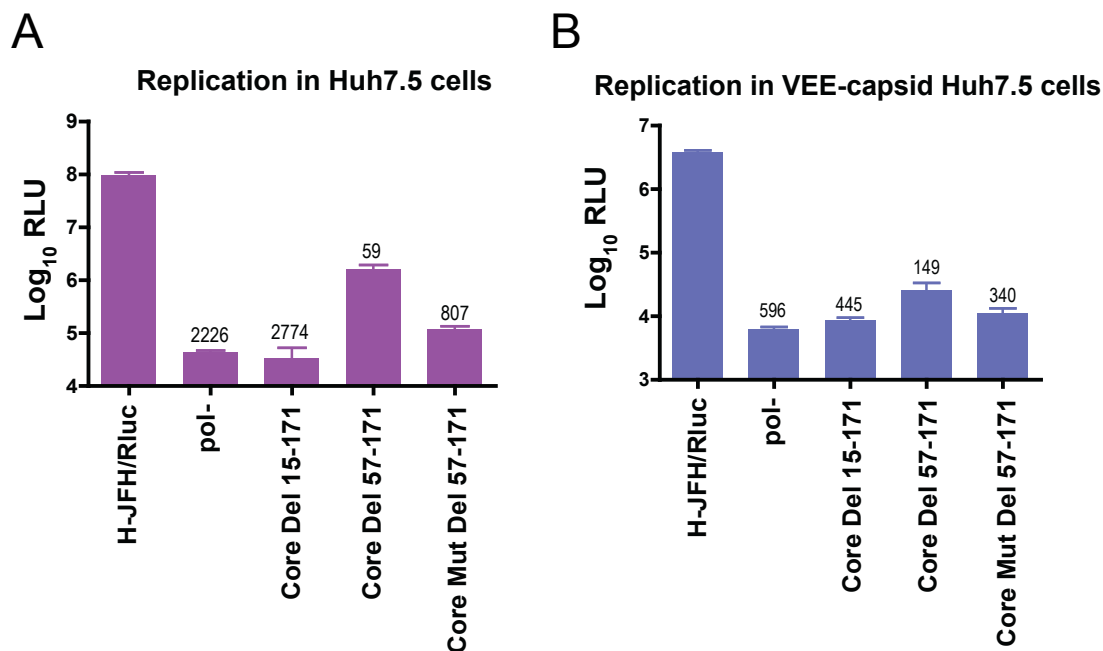 A
Replication in Huh7.5 cells
Log10 RLU
9
8
7
6
5
4
2226
2774
59
807
H-JFH/Rluc
pol-
Core Del 15-171
Core Del 57-171
Core Mut Del 57-171
B
Replication in VEE-capsid Huh7.5 cells
Log10 RLU
7
6
5
4
3
596
445
149
340
H-JFH/Rluc
pol-
Core Del 15-171
Core Del 57-171
Core Mut Del 57-171